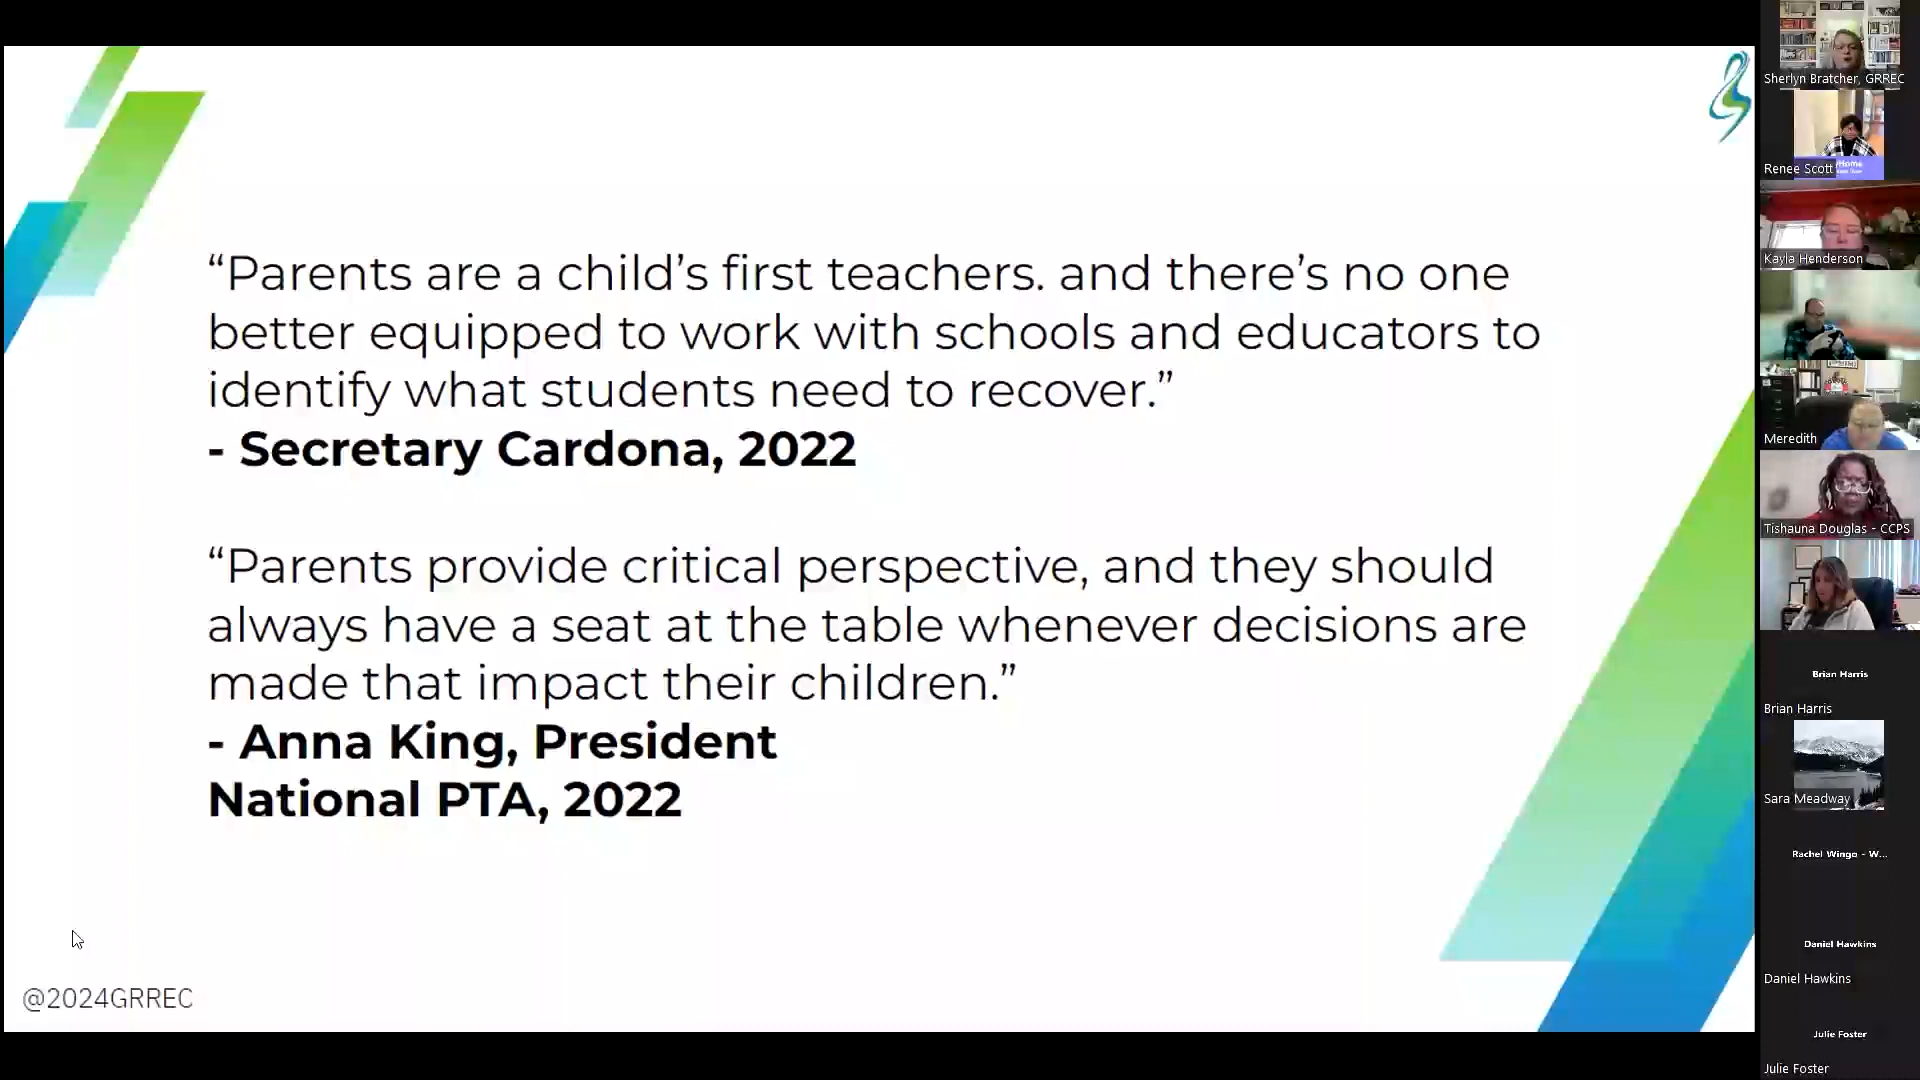 “Parents are a child’s first teachers. and there’s no one
better equipped to work with schools and educators to
identify what students need to recover.”
- Secretary Cardona, 2022
“Parents provide critical perspective, and they should
always have a seat at the table whenever decisions are
made that impact their children.”
- Anna King, President
National PTA, 2022
@2024GRREC
Sherlyn Bratcher, GRREC
Renee Scott
Kayla Henderson
Meredith
Tishauna Douglas - CCPS
Brian Harris
Brian Harris
Sara Meadway
Rachel Wingo - W...
Daniel Hawkins
Daniel Hawkins
Julie Foster
Julie Foster